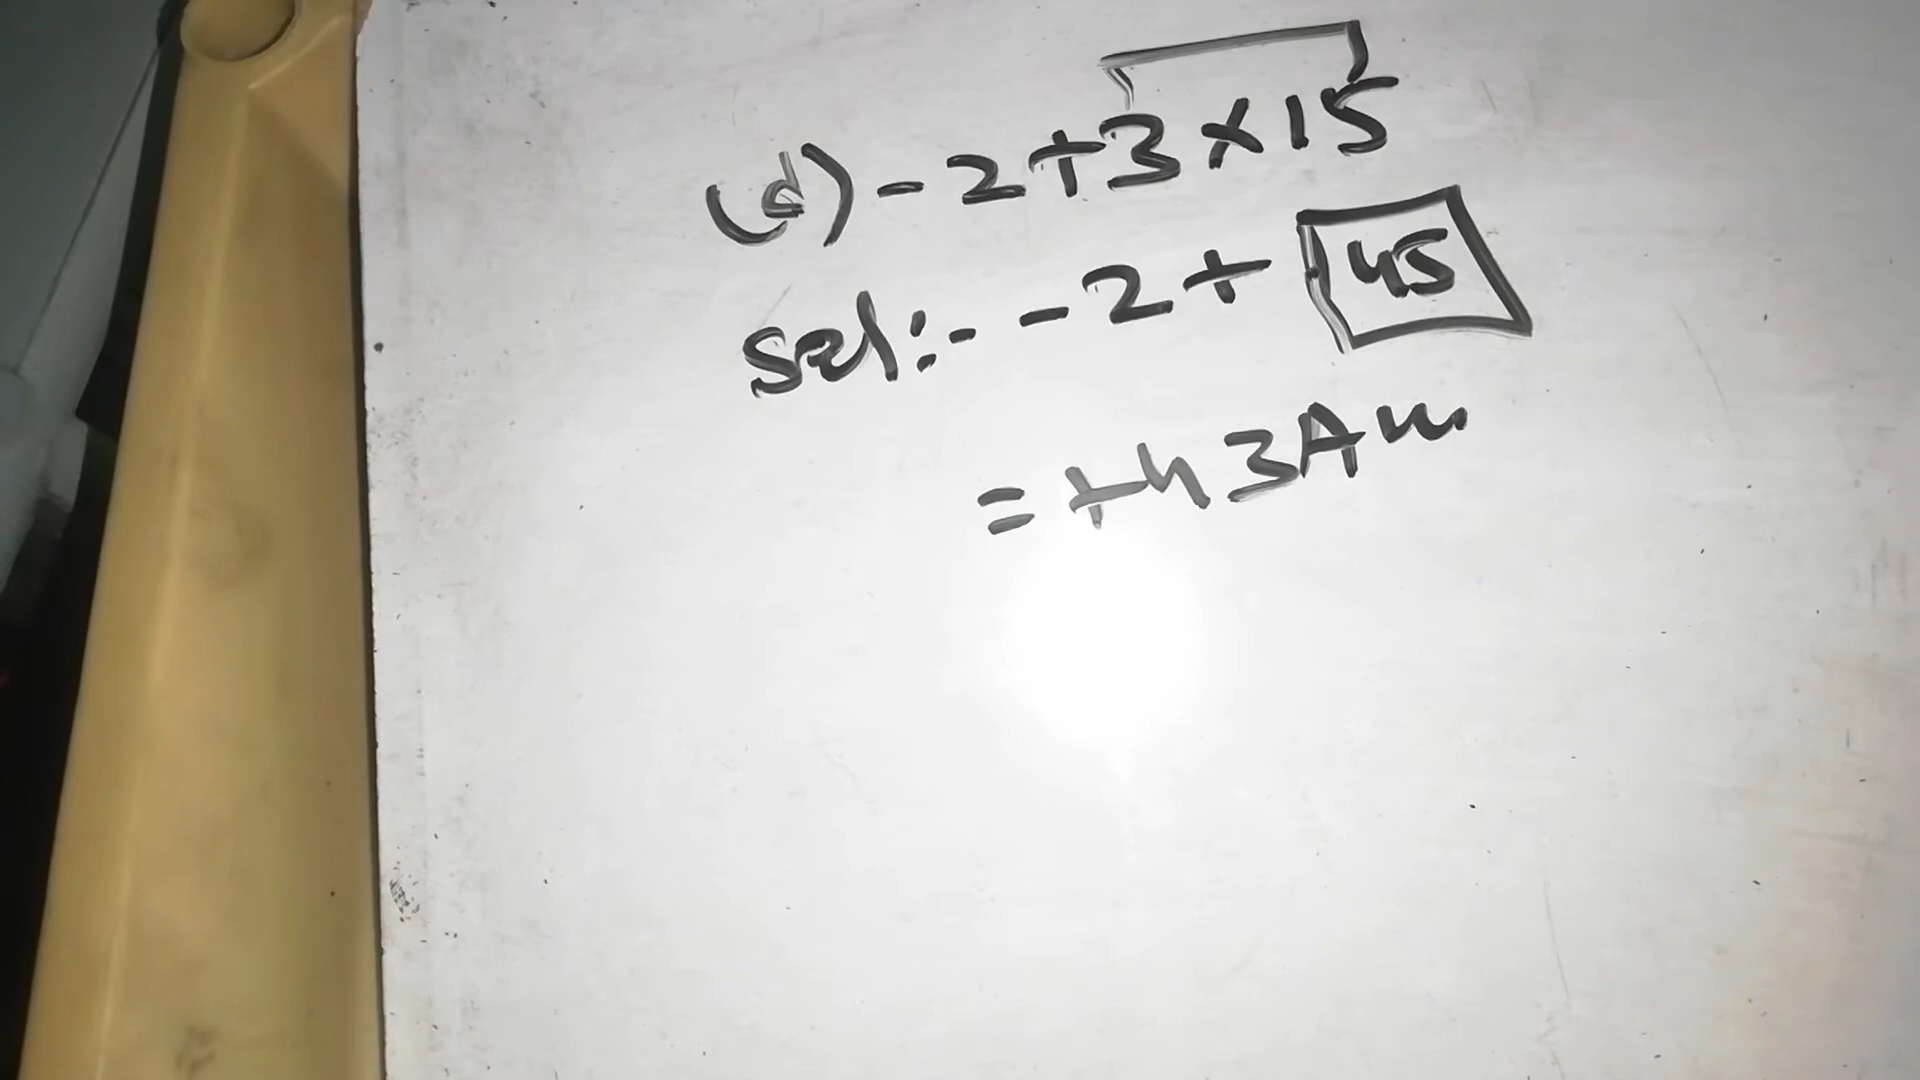 (d) - 2 + 3 × 15
Sol:- - 2 + 45
= +43 Ans